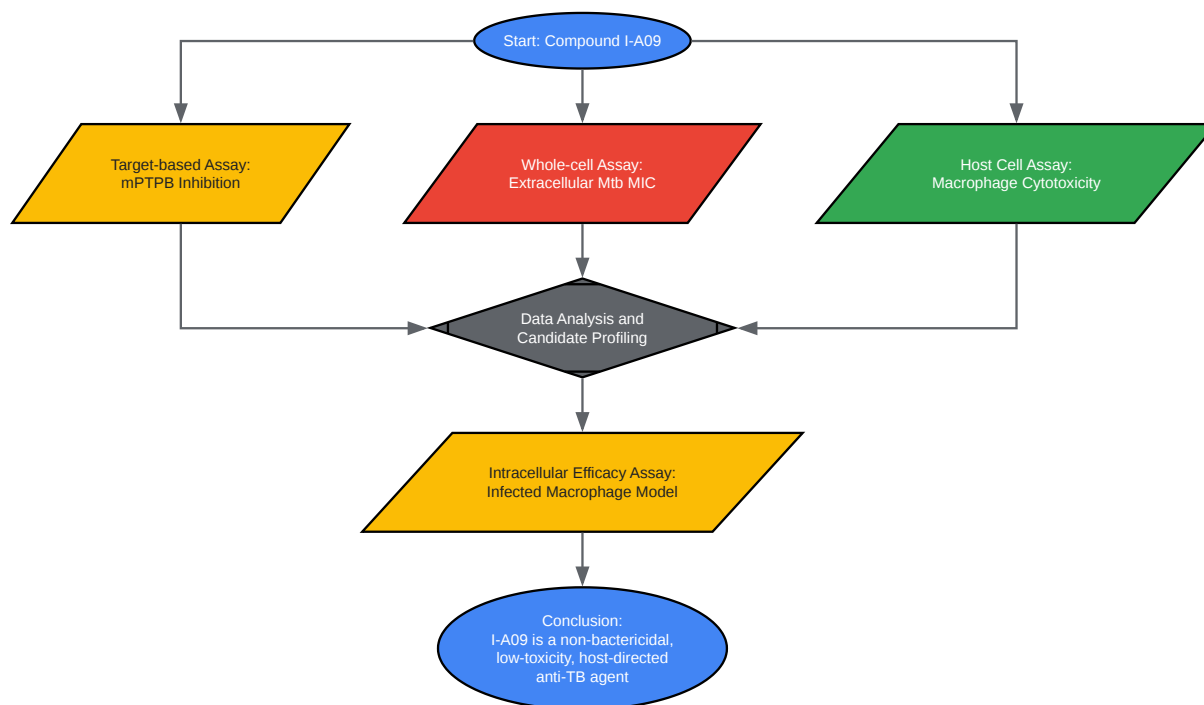 Start: Compound I-A09
Target-based Assay:
mPTPB Inhibition
Whole-cell Assay:
Extracellular Mtb MIC
Host Cell Assay:
Macrophage Cytotoxicity
Data Analysis and
Candidate Profiling
Intracellular Efficacy Assay:
Infected Macrophage Model
Conclusion:
I-A09 is a non-bactericidal,
low-toxicity, host-directed
anti-TB agent